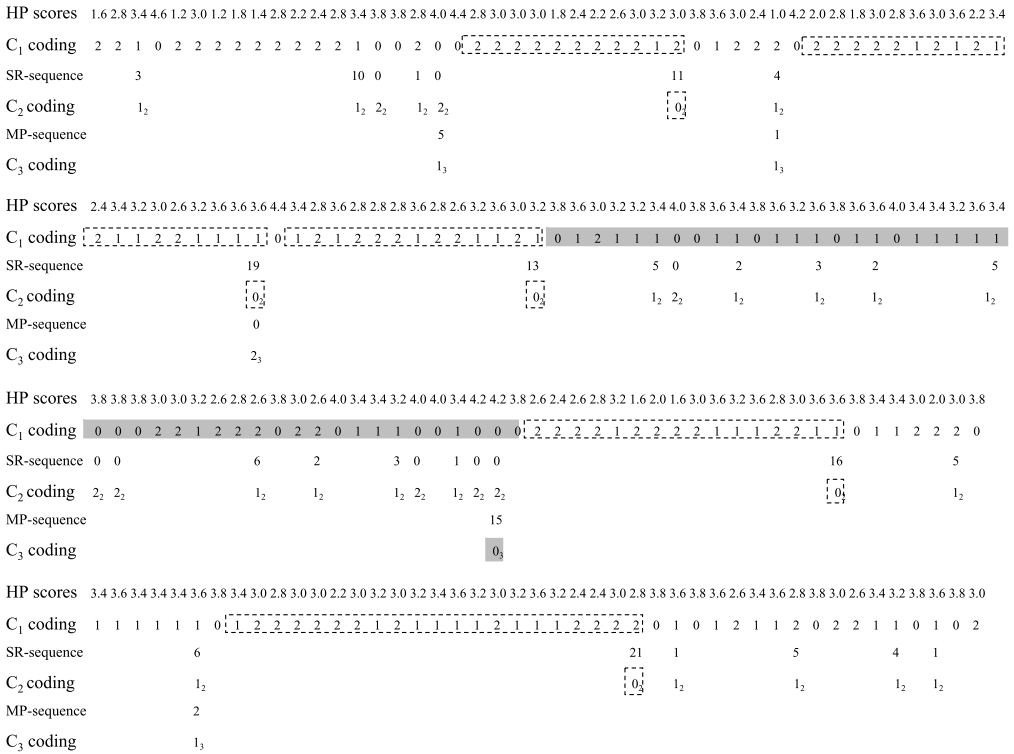 HP scores 1.6 2.8 3.4 4.6 1.2 3.0 1.2 1.8 1.4 2.2 1.8 3.0 2.8 3.4 3.8 3.8 2.8 4.0 4.4 2.8 3.0 3.0 3.0 1.8 2.4 2.2 2.6 3.0 3.2 3.0 3.8 3.2 2.8 2.4 1.0 4.2 2.0 2.8 1.8 3.0 2.8 3.6 3.0 3.6 2.2 3.4
C₁ coding 2 2 1 0 2 2 2 2 2 2 2 2 2 1 0 0 2 0 0 2 2 2 2 2 2 2 2 2 1 2 0 1 2 2 2 0 2 2 2 2 2 1 2 1 2 1
SR-sequence 3 10 0 1 0 11 4
C₂ coding 1₂ 1₂ 2₂ 1₂ 2₂ 0₂ 1₂
MP-sequence 5 1
C₃ coding 1₃ 1₃
HP scores 2.4 3.4 3.2 3.0 2.6 3.2 3.6 3.6 3.6 4.4 3.4 2.8 3.6 2.8 2.8 2.8 3.6 2.8 2.6 3.2 3.6 3.0 3.2 3.8 3.6 3.0 3.2 3.2 3.4 4.0 3.8 3.6 3.4 3.8 3.6 3.2 3.6 3.8 3.6 3.6 4.0 3.4 3.4 3.2 3.6 3.4
C₁ coding 2 1 1 2 2 1 1 1 1 0 1 2 1 2 2 2 1 2 2 1 1 2 1 0 1 2 1 1 1 0 0 1 1 0 1 1 1 0 1 1 0 1 1 1 1 1
SR-sequence 19 13 5 0 2 3 2 5
C₂ coding 0₂ 0₂ 1₂ 2₂ 1₂ 1₂ 1₂ 1₂
MP-sequence 0
C₃ coding 2₃
HP scores 3.8 3.8 3.8 3.0 2.8 3.2 2.8 2.8 2.6 3.8 3.0 2.6 4.0 3.4 3.4 3.2 4.0 4.0 3.4 4.2 4.2 3.8 2.6 2.6 2.8 2.6 3.2 1.6 2.0 1.6 3.0 3.6 3.2 3.6 2.8 3.0 3.6 3.6 3.8 3.4 3.4 3.0 2.0 3.0 3.8
C₁ coding 0 0 0 2 2 1 2 2 2 0 2 2 0 1 1 1 0 0 1 0 0 0 2 2 2 2 1 2 2 2 2 1 1 1 2 2 1 1 0 1 1 2 2 2 0
SR-sequence 0 0 6 2 3 0 1 0 0 16 5
C₂ coding 2₂ 2₂ 1₂ 1₂ 1₂ 2₂ 1₂ 2₂ 2₂ 0₂ 1₂
MP-sequence 15
C₃ coding 0₃
HP scores 3.4 3.6 3.4 3.4 3.4 3.6 3.8 3.4 3.0 2.8 2.8 3.0 3.0 2.2 3.0 3.2 3.0 3.2 3.6 3.2 3.0 3.2 3.2 2.4 2.4 3.0 3.2 2.8 3.8 3.6 3.8 3.6 2.6 3.4 3.6 2.8 3.8 3.0 2.8 3.4 3.2 3.8 3.6 3.8 3.0
C₁ coding 1 1 1 1 1 1 0 1 2 2 2 2 2 2 1 2 1 2 1 1 1 1 2 2 2 2 2 0 1 0 1 2 1 1 2 0 2 2 1 1 0 1 0 2
SR-sequence 6 21 1 5 4 1
C₂ coding 1₂ 0₂ 1₂ 1₂ 1₂ 1₂
MP-sequence 2
C₃ coding 1₃